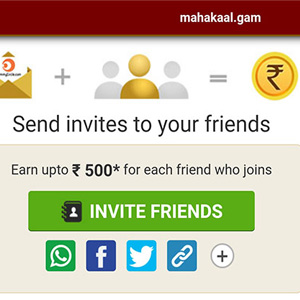 mahakaal.gam
+
=
₹
Send invites to your friends
Earn upto ₹ 500* for each friend who joins
INVITE FRIENDS
f
+